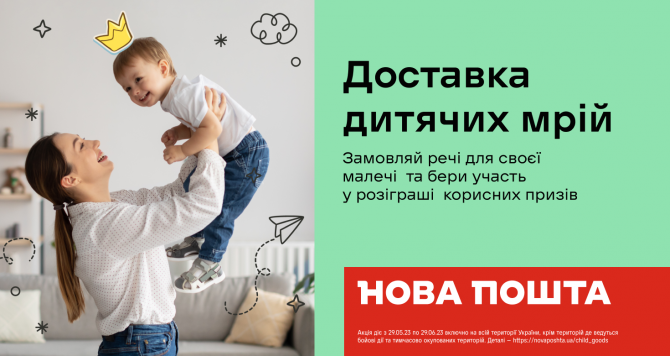 Доставка
дитячих мрій
Замовляй речі для своєї
малечі та бери участь
у розіграші корисних призів
НОВА ПОШТА
Акція діє з 29.05.23 по 29.06.23 включно на всій території України, крім територій де ведуться
бойові дії та тимчасово окупованих територій. Деталі – https://novaposhta.ua/child_goods